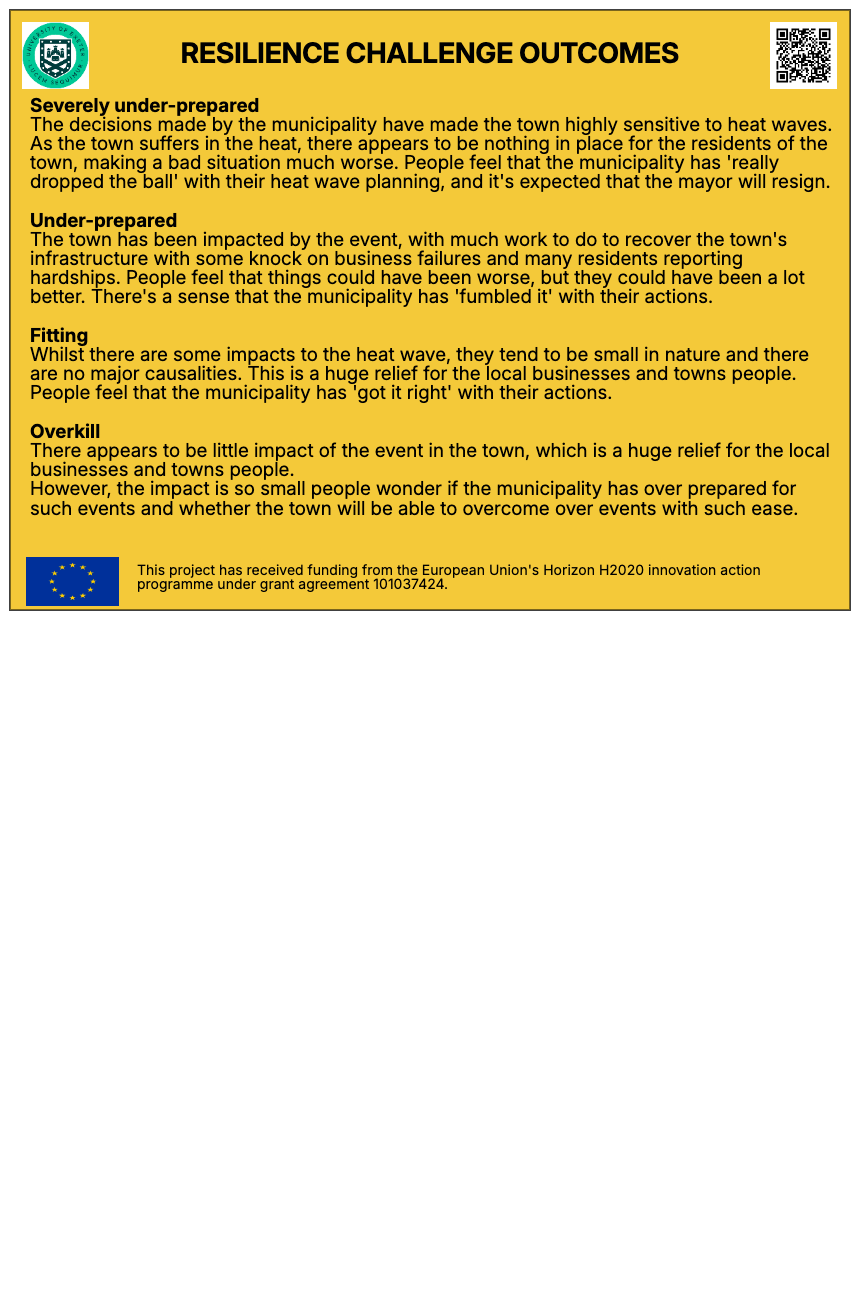 UNIVERSITY OF EXETER
LUCEM SEQUIMUR
RESILIENCE CHALLENGE OUTCOMES
Severely under-prepared
The decisions made by the municipality have made the town highly sensitive to heat waves.
As the town suffers in the heat, there appears to be nothing in place for the residents of the
town, making a bad situation much worse. People feel that the municipality has 'really
dropped the ball' with their heat wave planning, and it's expected that the mayor will resign.
Under-prepared
The town has been impacted by the event, with much work to do to recover the town's
infrastructure with some knock on business failures and many residents reporting
hardships. People feel that things could have been worse, but they could have been a lot
better. There's a sense that the municipality has 'fumbled it' with their actions.
Fitting
Whilst there are some impacts to the heat wave, they tend to be small in nature and there
are no major causalities. This is a huge relief for the local businesses and towns people.
People feel that the municipality has 'got it right' with their actions.
Overkill
There appears to be little impact of the event in the town, which is a huge relief for the local
businesses and towns people.
However, the impact is so small people wonder if the municipality has over prepared for
such events and whether the town will be able to overcome over events with such ease.
This project has received funding from the European Union's Horizon H2020 innovation action
programme under grant agreement 101037424.